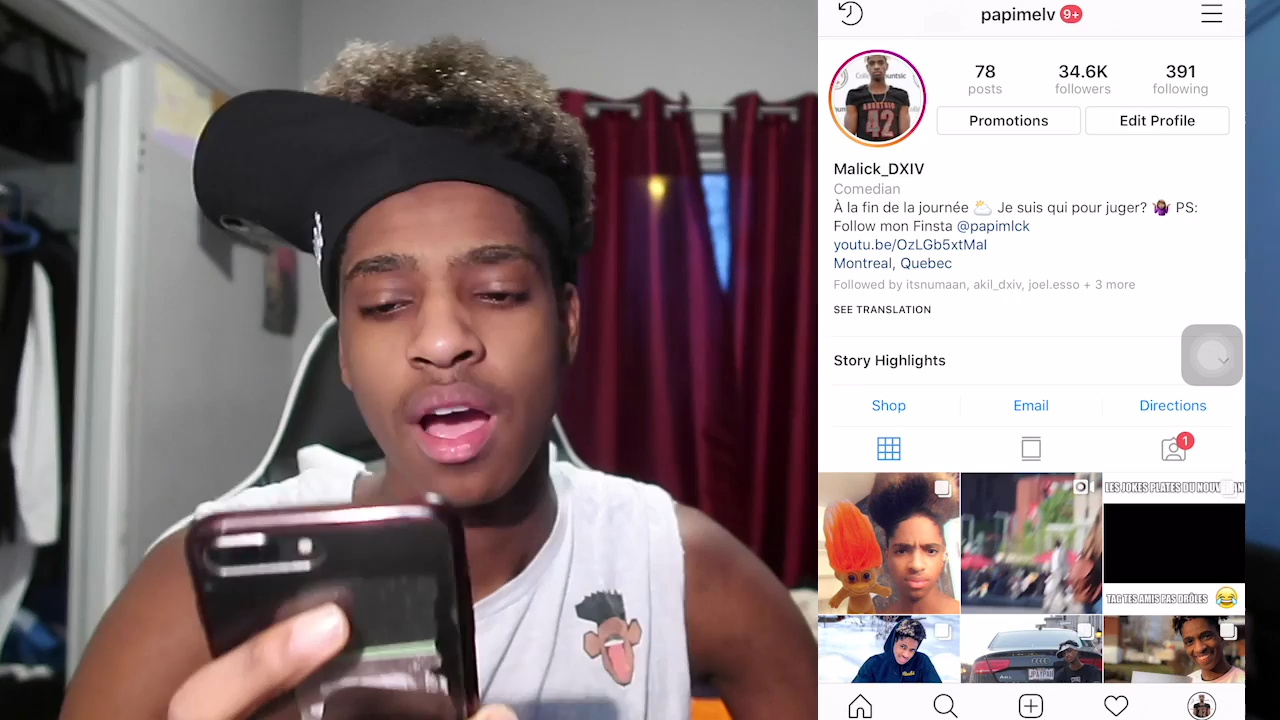 papimelv 9+
78 34.6K 391
posts followers following
Promotions Edit Profile
42
Malick_DXIV
Comedian
À la fin de la journée ⛅ Je suis qui pour juger? 🤷🏾‍♀️ PS:
Follow mon Finsta @papimlck
youtu.be/OzLGb5xtMaI
Montreal, Quebec
Followed by itsnumaan, akil_dxiv, joel.esso + 3 more
SEE TRANSLATION
Story Highlights
Shop Email Directions
1
LES JOKES PLATES DU
TAG TES AMIS PAS DRÔLES 😂